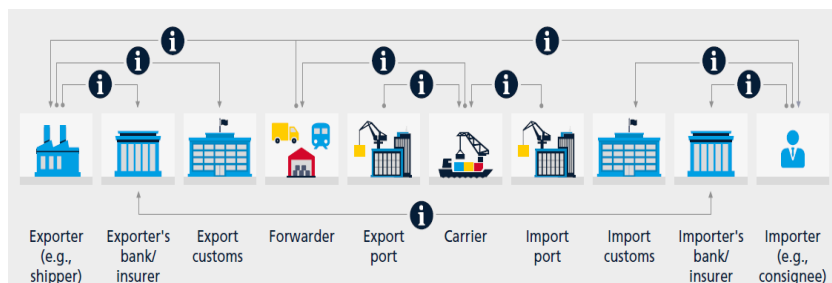 i
i
i
i
i
i
i
i
i
Exporter (e.g., shipper)
Exporter's bank/ insurer
Export customs
Forwarder
Export port
Carrier
Import port
Import customs
Importer's bank/ insurer
Importer (e.g., consignee)